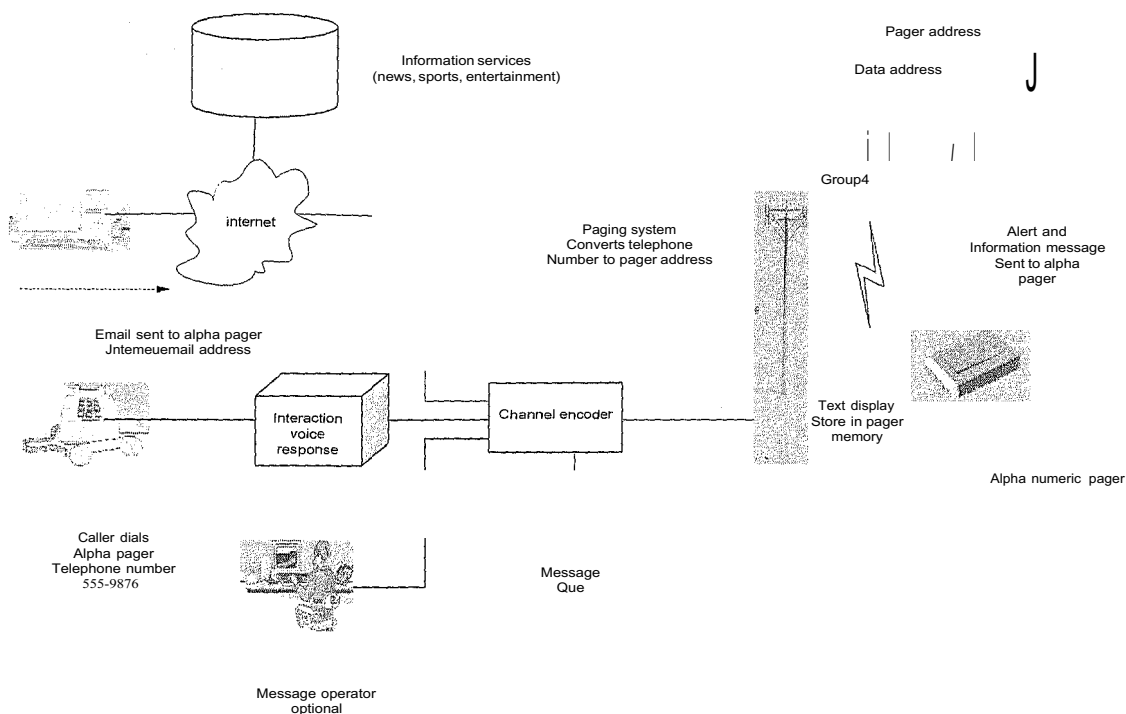 Information services
(news, sports, entertainment)
Pager address
Data address
J
Group4
internet
Paging system
Converts telephone
Number to pager address
Alert and
Information message
Sent to alpha
pager
Email sent to alpha pager
Jntemeuemail address
Interaction
voice
response
Channel encoder
Text display
Store in pager
memory
Alpha numeric pager
Caller dials
Alpha pager
Telephone number
555-9876
Message
Que
Message operator
optional